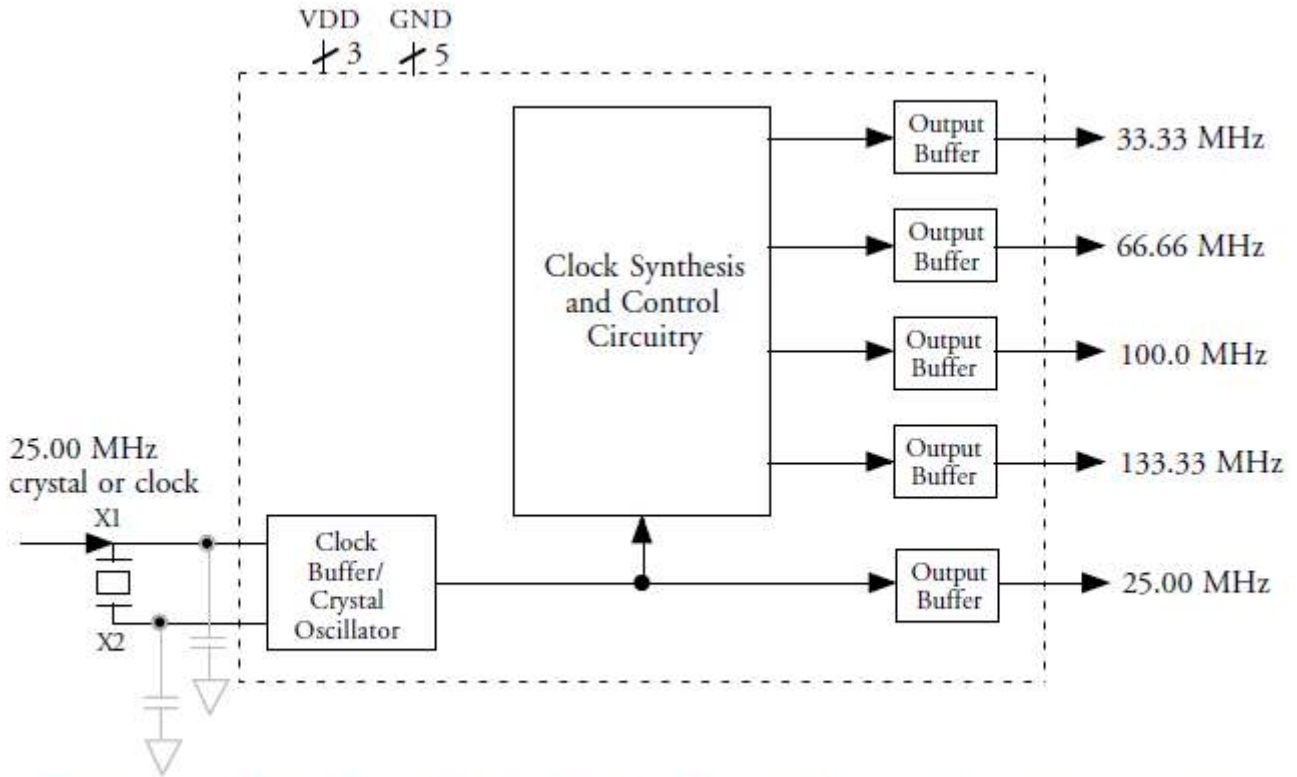 VDD GND
3 5
Output
Buffer
33.33 MHz
Output
Buffer
66.66 MHz
Clock Synthesis
and Control
Circuitry
Output
Buffer
100.0 MHz
Output
Buffer
133.33 MHz
25.00 MHz
crystal or clock
X1
X2
Clock
Buffer/
Crystal
Oscillator
Output
Buffer
25.00 MHz